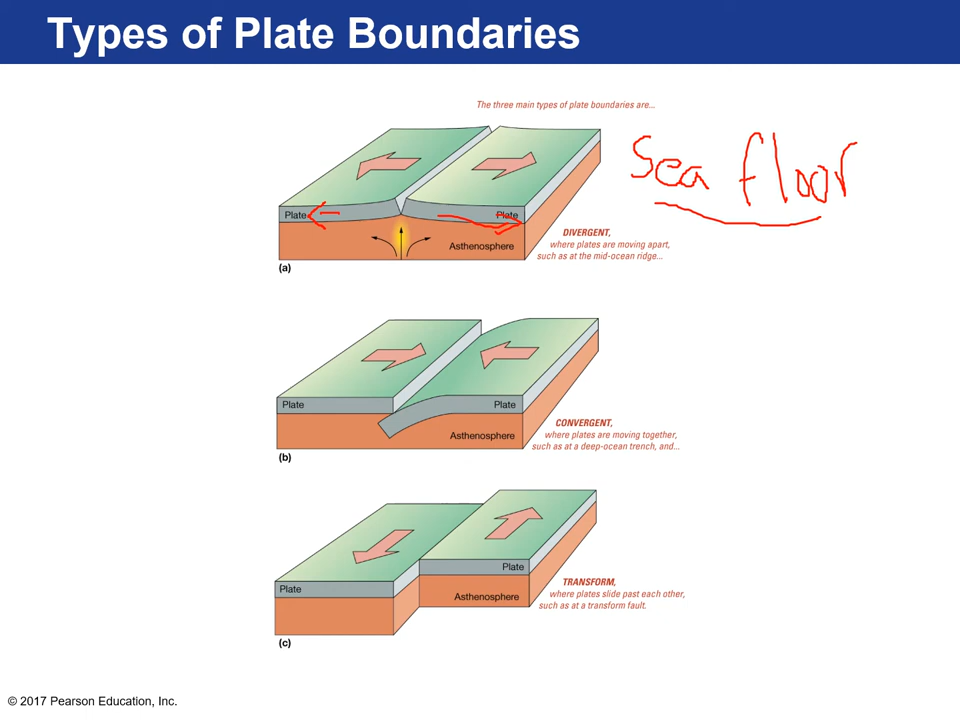 Types of Plate Boundaries
The three main types of plate boundaries are...
Sea floor
Plate
Plate
Asthenosphere
DIVERGENT,
where plates are moving apart,
such as at the mid-ocean ridge...
(a)
Plate
Plate
Asthenosphere
CONVERGENT,
where plates are moving together,
such as at a deep-ocean trench, and...
(b)
Plate
Plate
Asthenosphere
TRANSFORM,
where plates slide past each other,
such as at a transform fault.
(c)
© 2017 Pearson Education, Inc.